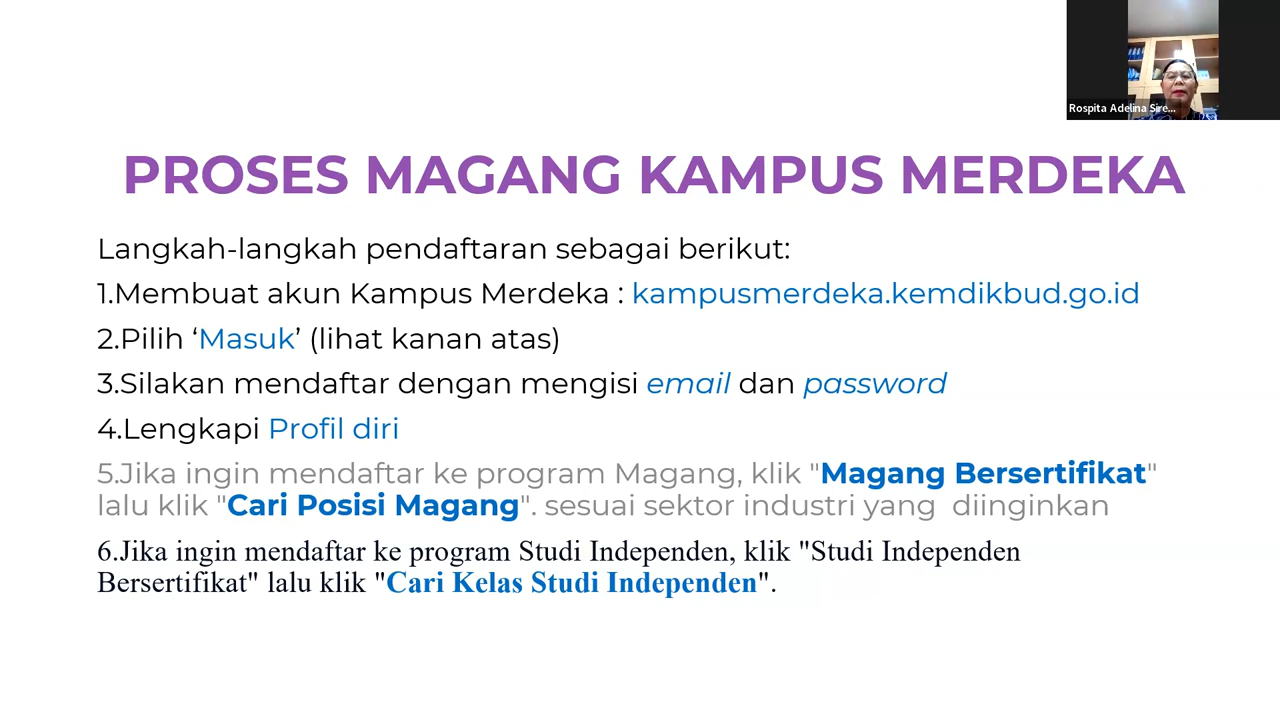 Rospita Adelina Sire...
PROSES MAGANG KAMPUS MERDEKA
Langkah-langkah pendaftaran sebagai berikut:
1.Membuat akun Kampus Merdeka : kampusmerdeka.kemdikbud.go.id
2.Pilih ‘Masuk’ (lihat kanan atas)
3.Silakan mendaftar dengan mengisi email dan password
4.Lengkapi Profil diri
5.Jika ingin mendaftar ke program Magang, klik "Magang Bersertifikat"
lalu klik "Cari Posisi Magang". sesuai sektor industri yang  diinginkan
6.Jika ingin mendaftar ke program Studi Independen, klik "Studi Independen
Bersertifikat" lalu klik "Cari Kelas Studi Independen".